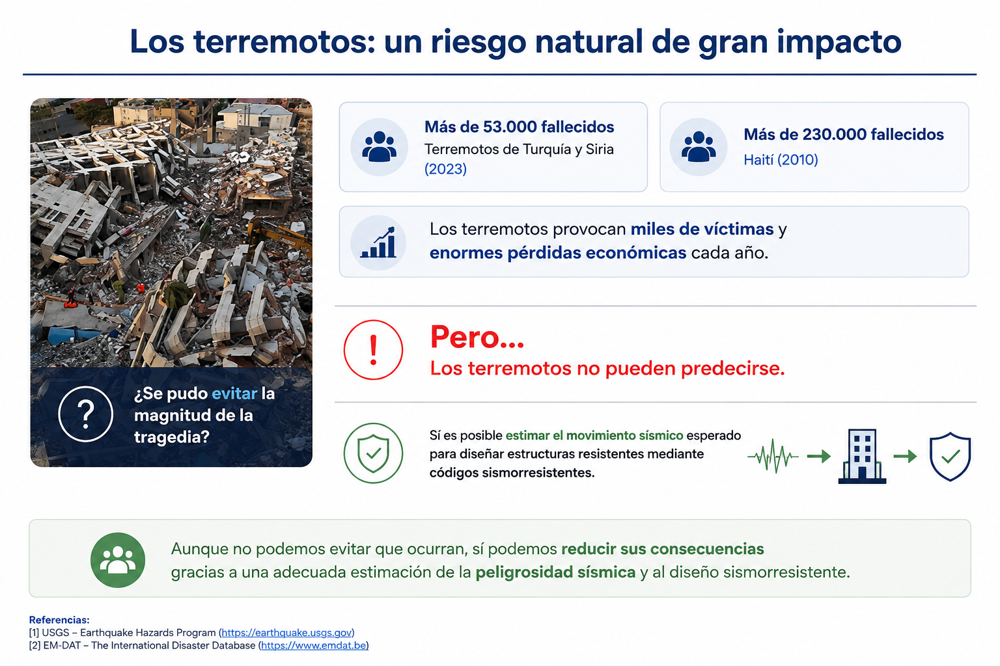 Los terremotos: un riesgo natural de gran impacto
¿Se pudo evitar la
magnitud de la
tragedia?
Más de 53.000 fallecidos
Terremotos de Turquía y Siria
(2023)
Más de 230.000 fallecidos
Haití (2010)
Los terremotos provocan miles de víctimas y
enormes pérdidas económicas cada año.
!
Pero...
Los terremotos no pueden predecirse.
Sí es posible estimar el movimiento sísmico esperado
para diseñar estructuras resistentes mediante
códigos sismorresistentes.
Aunque no podemos evitar que ocurran, sí podemos reducir sus consecuencias
gracias a una adecuada estimación de la peligrosidad sísmica y al diseño sismorresistente.
Referencias:
[1] USGS – Earthquake Hazards Program (https://earthquake.usgs.gov)
[2] EM-DAT – The International Disaster Database (https://www.emdat.be)